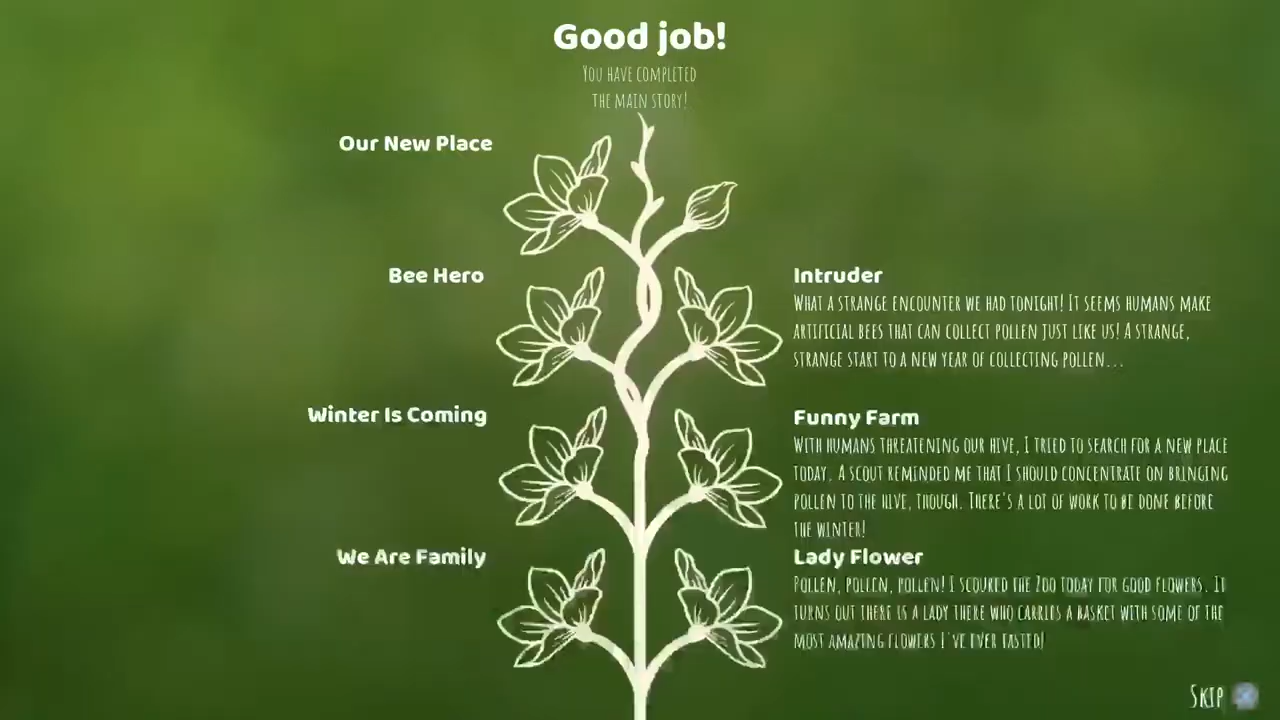 Good job!
You have completed
the main story!
Our New Place
Bee Hero
Intruder
What a strange encounter we had tonight! It seems humans make
artificial bees that can collect pollen just like us! A strange,
strange start to a new year of collecting pollen...
Winter Is Coming
Funny Farm
With humans threatening our hive, I tried to search for a new place
today. A scout reminded me that I should concentrate on bringing
pollen to the hive, though. There's a lot of work to be done before
the winter!
We Are Family
Lady Flower
Pollen, pollen, pollen! I scoured the Zoo today for good flowers. It
turns out there is a lady there who carries a basket with some of the
most amazing flowers I've ever tasted!
Skip